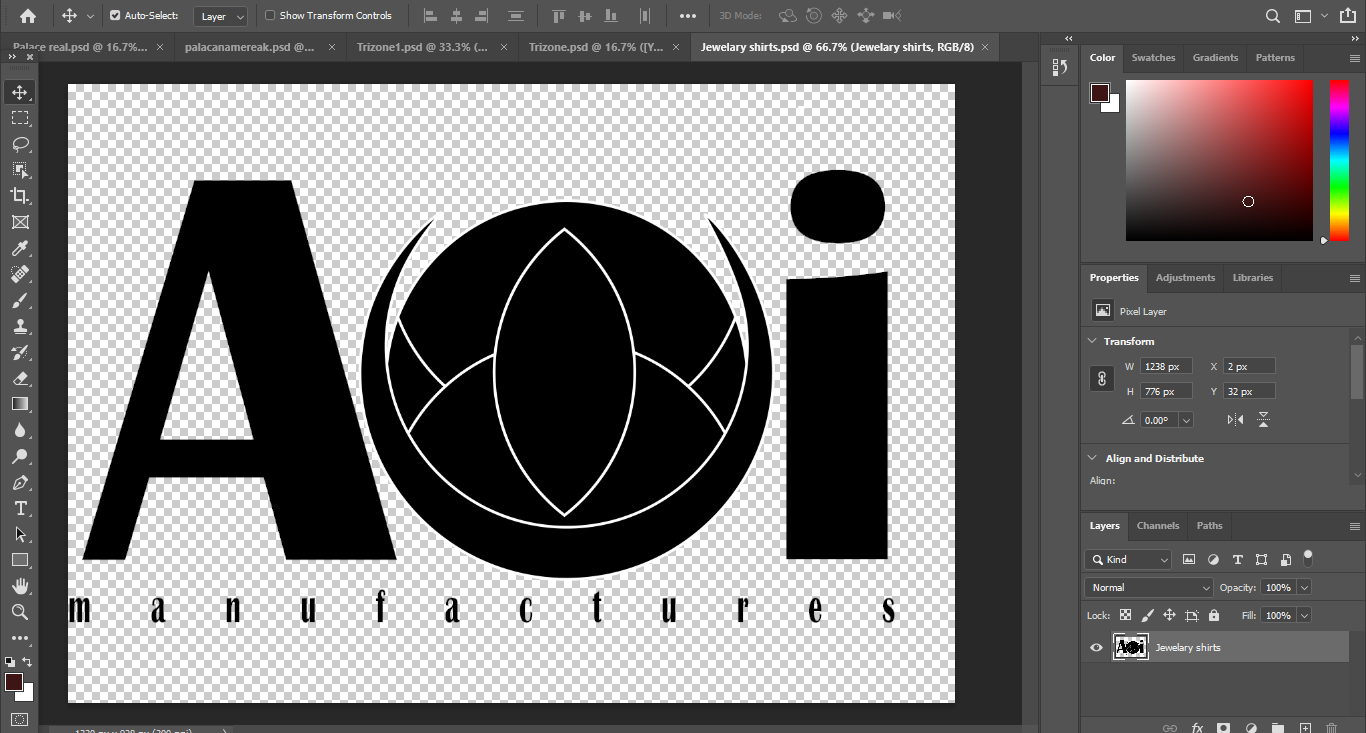 Auto-Select:
Layer
Show Transform Controls
3D Mode:
Palace real.psd @ 16.7%...
palacanamereak.psd @...
Trizone1.psd @ 33.3% (...
Trizone.psd @ 16.7% ([Y...
Jewelary shirts.psd @ 66.7% (Jewelary shirts, RGB/8)
Aoi
manufactures
Color
Swatches
Gradients
Patterns
Properties
Adjustments
Libraries
Pixel Layer
Transform
W 1238 px X 2 px
H 776 px Y 32 px
0.00°
Align and Distribute
Align:
Layers
Channels
Paths
Kind
Normal
Opacity: 100%
Lock:
Fill: 100%
Jewelary shirts